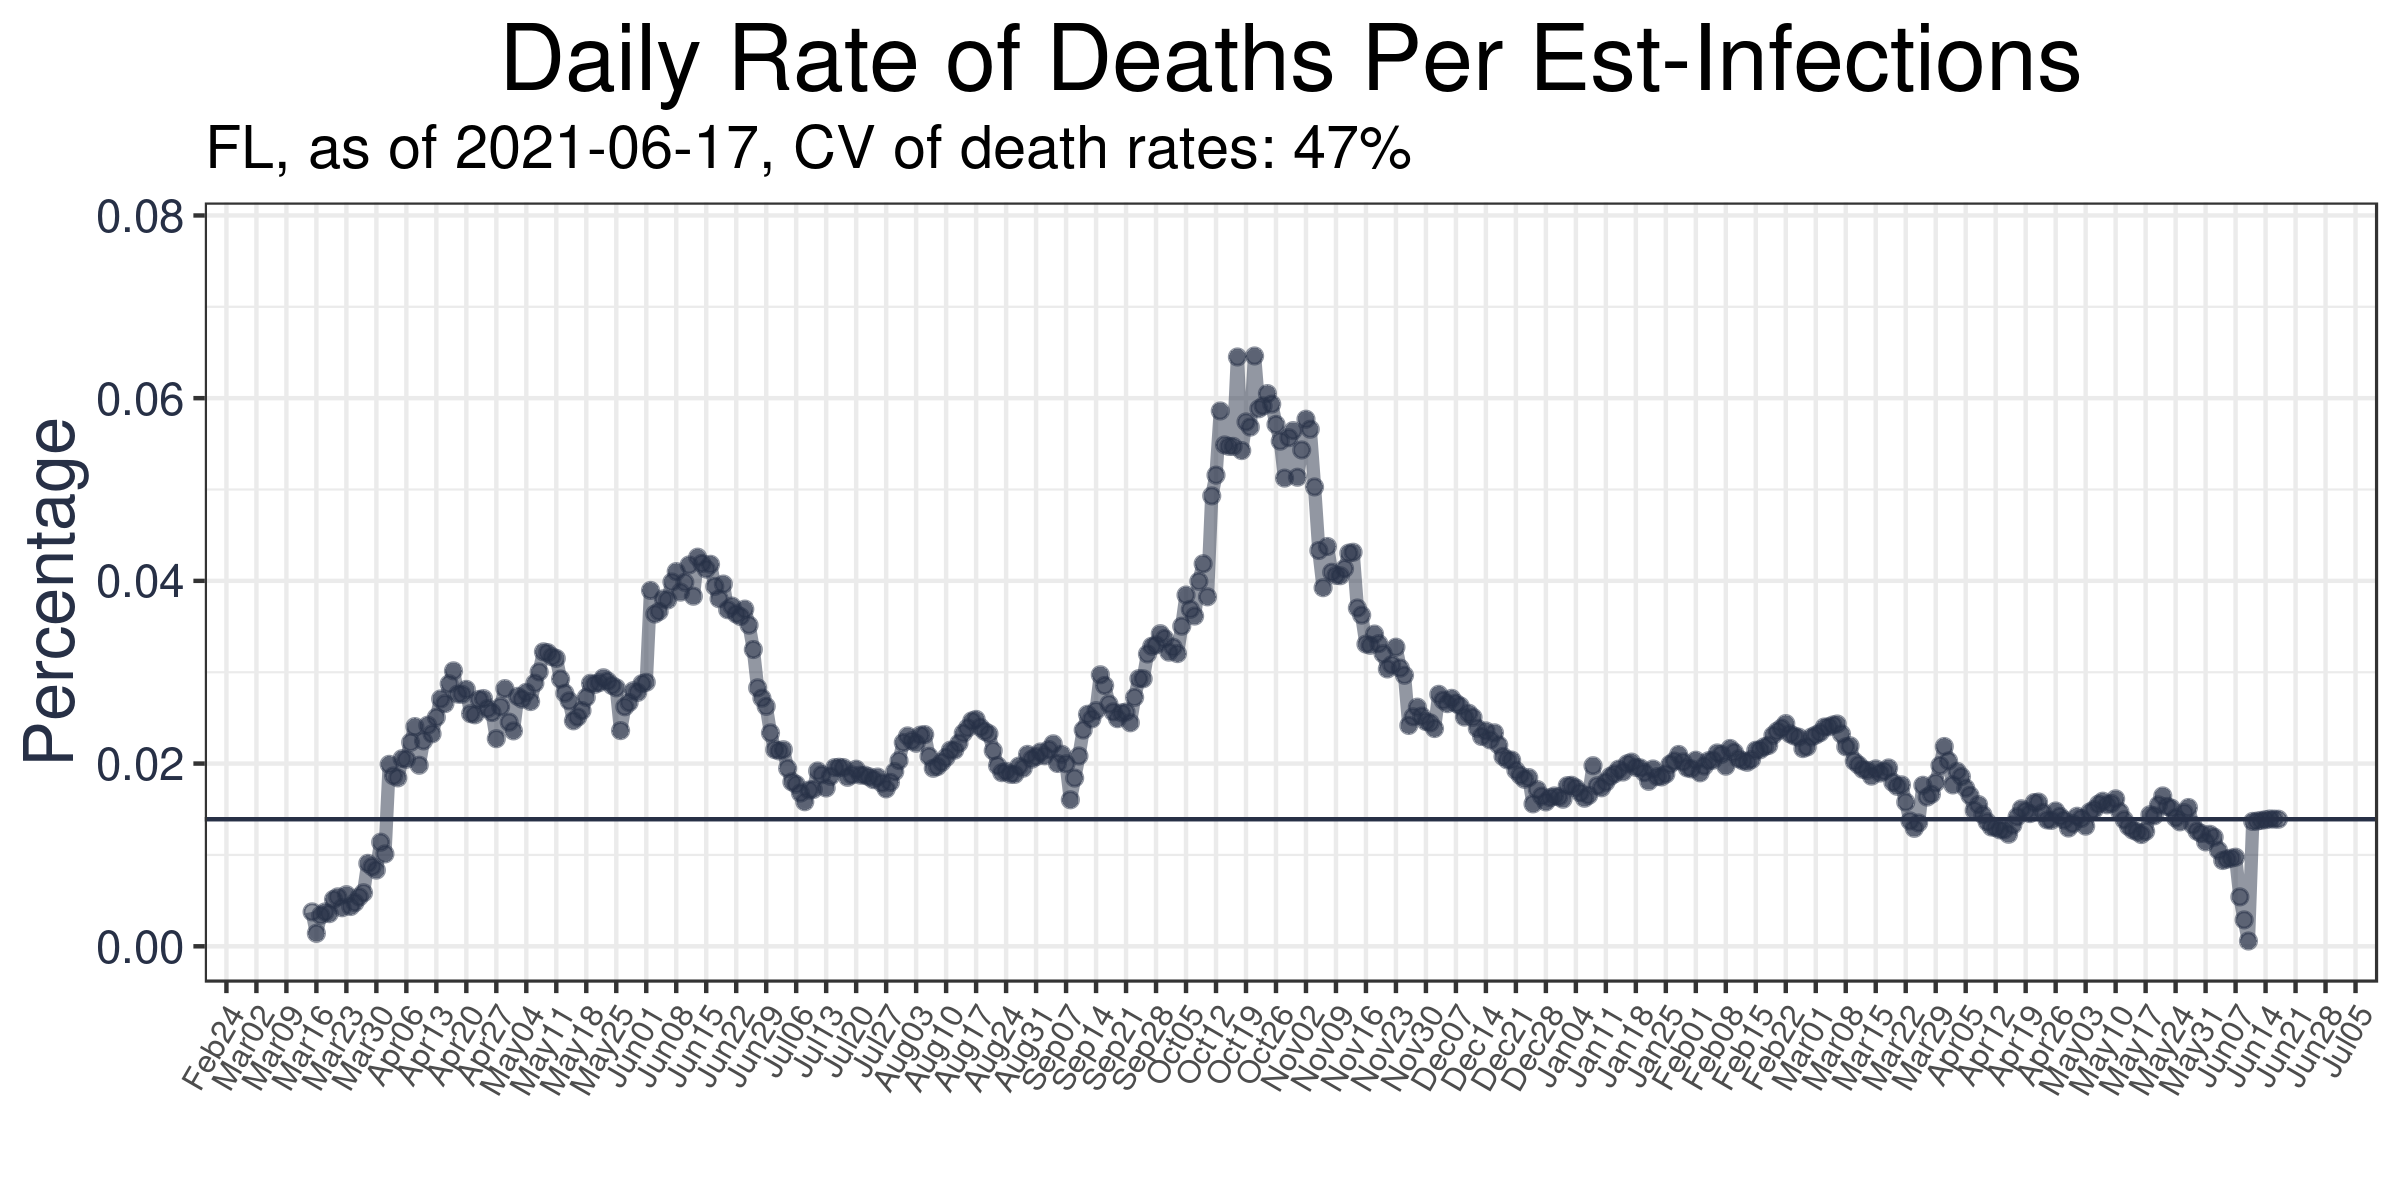 Daily Rate of Deaths Per Est-Infections
FL, as of 2021-06-17, CV of death rates: 47%
Percentage
0.08
0.06
0.04
0.02
0.00
Feb24 Mar02 Mar09 Mar16 Mar23 Mar30 Apr06 Apr13 Apr20 Apr27 May04 May11 May18 May25 Jun01 Jun08 Jun15 Jun22 Jun29 Jul06 Jul13 Jul20 Jul27 Aug03 Aug10 Aug17 Aug24 Aug31 Sep07 Sep14 Sep21 Sep28 Oct05 Oct12 Oct19 Oct26 Nov02 Nov09 Nov16 Nov23 Nov30 Dec07 Dec14 Dec21 Dec28 Jan04 Jan11 Jan18 Jan25 Feb01 Feb08 Feb15 Feb22 Mar01 Mar08 Mar15 Mar22 Mar29 Apr05 Apr12 Apr19 Apr26 May03 May10 May17 May24 May31 Jun07 Jun14 Jun21 Jun28 Jul05